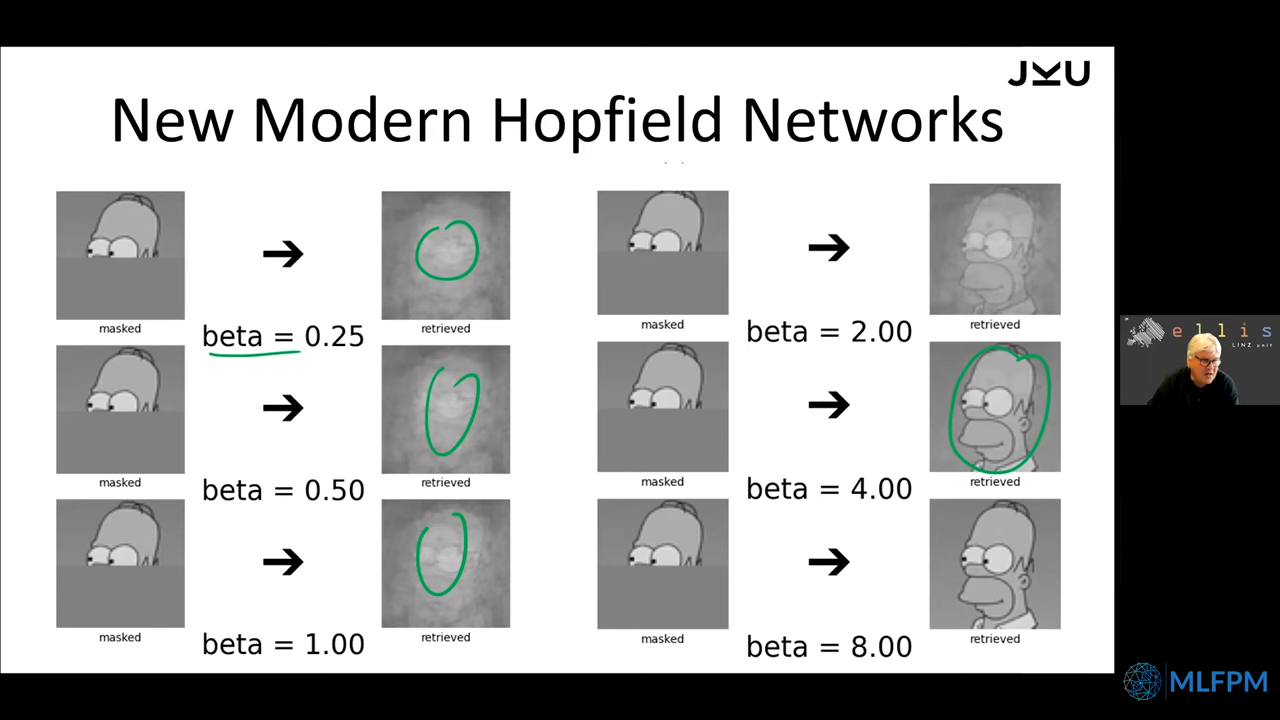 JKU
New Modern Hopfield Networks
masked
beta = 0.25
retrieved
masked
beta = 0.50
retrieved
masked
beta = 1.00
retrieved
masked
beta = 2.00
retrieved
masked
beta = 4.00
retrieved
masked
beta = 8.00
retrieved
ellis
LINZ unit
MLFPM